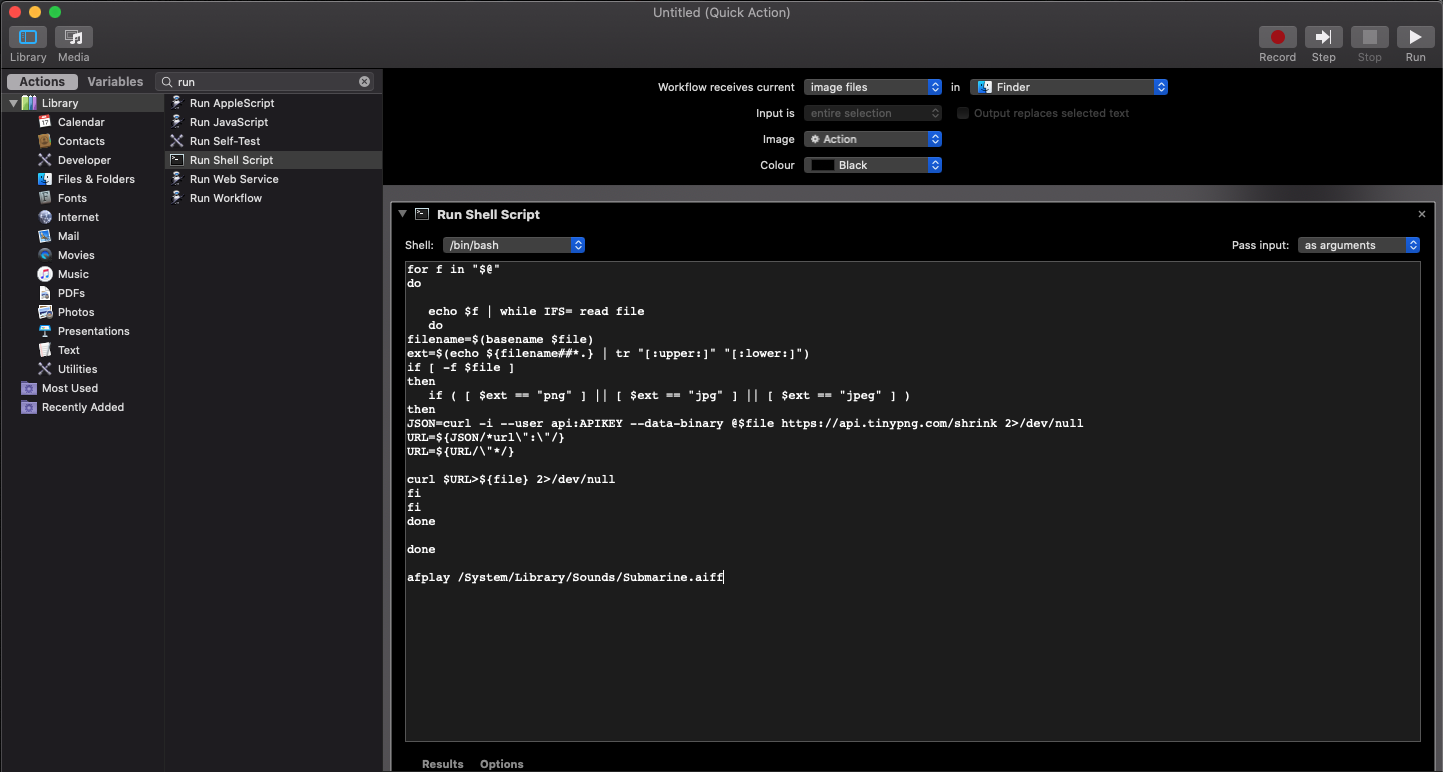 Untitled (Quick Action)
Library Media
Record Step Stop Run
Actions Variables run
Library
Calendar
Contacts
Developer
Files & Folders
Fonts
Internet
Mail
Movies
Music
PDFs
Photos
Presentations
Text
Utilities
Most Used
Recently Added
Run AppleScript
Run JavaScript
Run Self-Test
Run Shell Script
Run Web Service
Run Workflow
Workflow receives current image files in Finder
Input is entire selection Output replaces selected text
Image Action
Colour Black
Run Shell Script
Shell: /bin/bash Pass input: as arguments
for f in "$@"
do
echo $f | while IFS= read file
do
filename=$(basename $file)
ext=$(echo ${filename##*.} | tr "[:upper:]" "[:lower:]")
if [ -f $file ]
then
if ( [ $ext == "png" ] || [ $ext == "jpg" ] || [ $ext == "jpeg" ] )
then
JSON=curl -i --user api:APIKEY --data-binary @$file https://api.tinypng.com/shrink 2>/dev/null
URL=${JSON/*url\":\"/}
URL=${URL/\"*/}
curl $URL>${file} 2>/dev/null
fi
fi
done
done
afplay /System/Library/Sounds/Submarine.aiff
Results Options